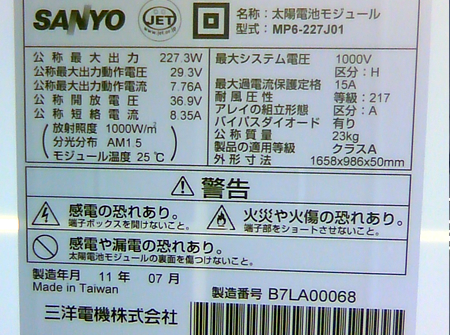 SANYO
JET
名称: 太陽電池モジュール
型式: MP6-227J01
公称最大出力 227.3W
公称最大出力動作電圧 29.3V
公称最大出力動作電流 7.76A
公称開放電圧 36.9V
公称短絡電流 8.35A
放射照度 1000W/㎡
分光分布 AM1.5
モジュール温度 25℃
最大システム電圧 1000V
区分: H
最大過電流保護定格 15A
耐風圧性 等級: 217
アレイの組立形態 区分: A
バイパスダイオード 有り
公称質量 23kg
製品の適用等級 クラスA
外形寸法 1658x986x50mm
警告
感電の恐れあり。
端子ボックスを開けないこと。
火災や火傷の恐れあり。
端子部をショートさせないこと。
感電や漏電の恐れあり。
太陽電池モジュールの裏面を傷つけないこと。
製造年月 11年 07月
Made in Taiwan
製造番号 B7LA00068
三洋電機株式会社